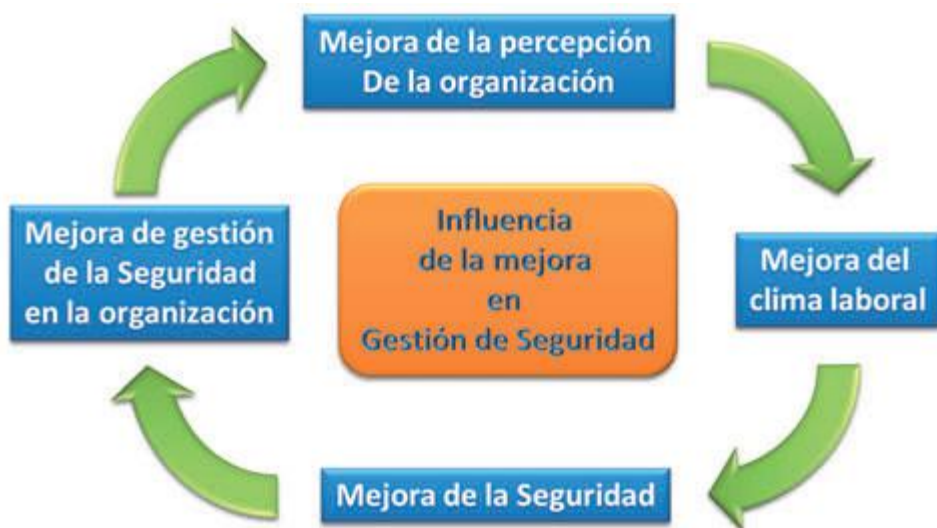 Mejora de la percepción
De la organización
Mejora de gestión
de la Seguridad
en la organización
Influencia
de la mejora
en
Gestión de Seguridad
Mejora del
clima laboral
Mejora de la Seguridad